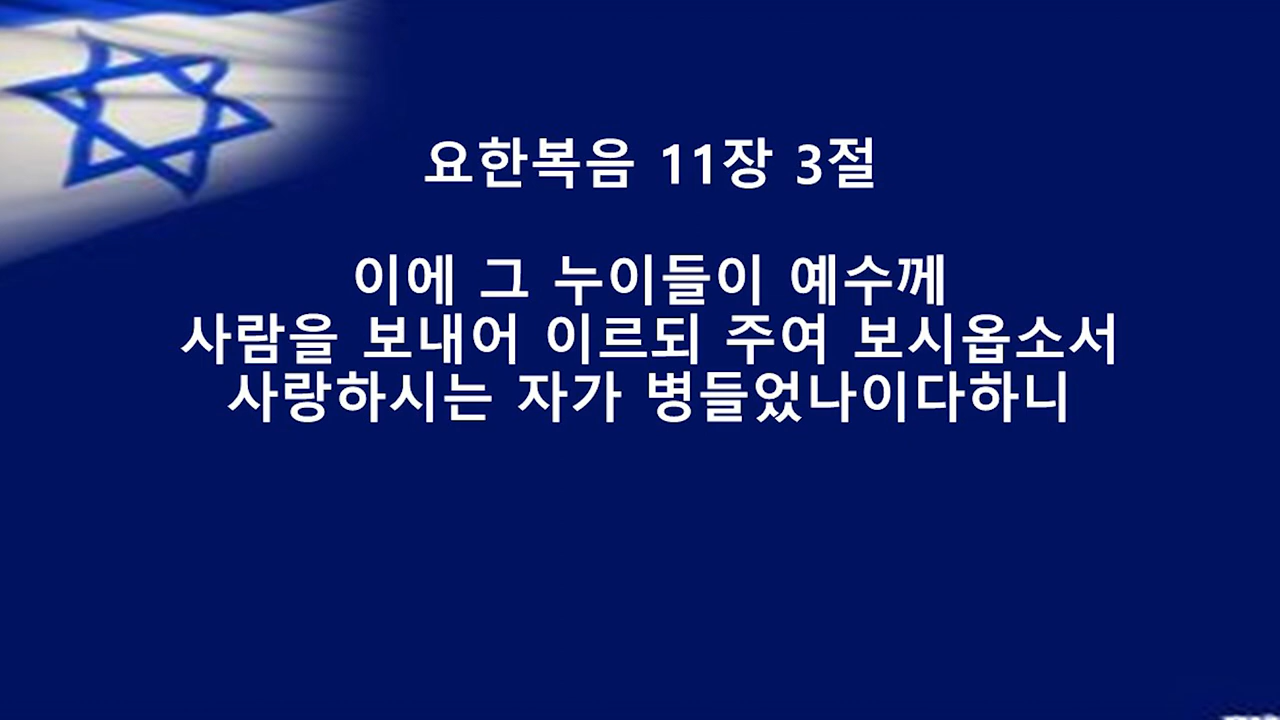 요한복음 11장 3절
이에 그 누이들이 예수께
사람을 보내어 이르되 주여 보시옵소서
사랑하시는 자가 병들었나이다하니